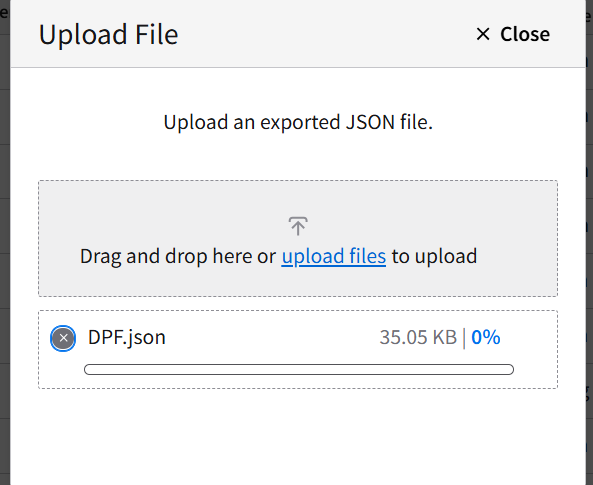 Upload File
× Close
Upload an exported JSON file.
Drag and drop here or upload files to upload
DPF.json 35.05 KB | 0%